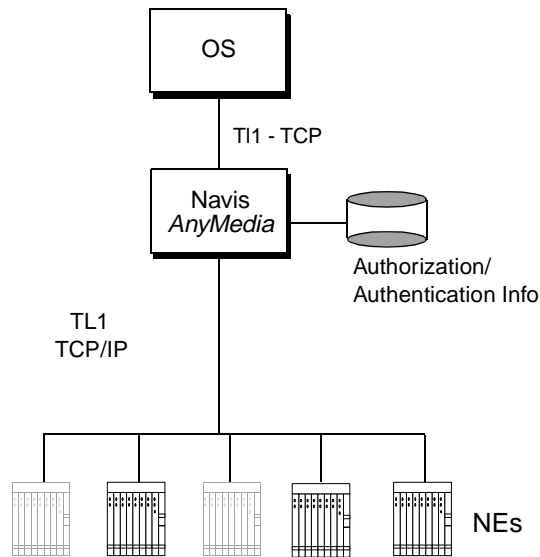 OS
Tl1 - TCP
Navis
AnyMedia
Authorization/
Authentication Info
TL1
TCP/IP
NEs